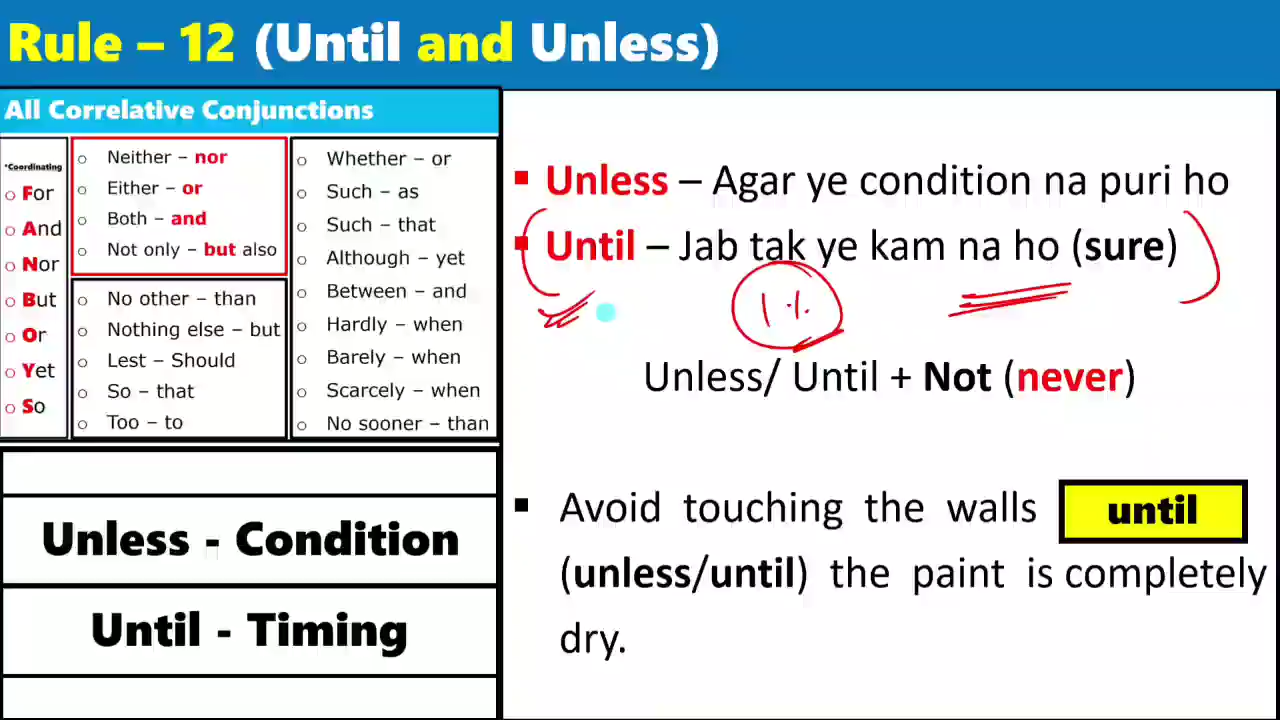 Rule – 12 (Until and Unless)
All Correlative Conjunctions
*Coordinating
For
And
Nor
But
Or
Yet
So
Neither – nor
Either – or
Both – and
Not only – but also
No other – than
Nothing else – but
Lest – Should
So – that
Too – to
Whether – or
Such – as
Such – that
Although – yet
Between – and
Hardly – when
Barely – when
Scarcely – when
No sooner – than
Unless - Condition
Until - Timing
Unless – Agar ye condition na puri ho
Until – Jab tak ye kam na ho (sure)
1%
Unless/ Until + Not (never)
Avoid touching the walls until
(unless/until) the paint is completely
dry.